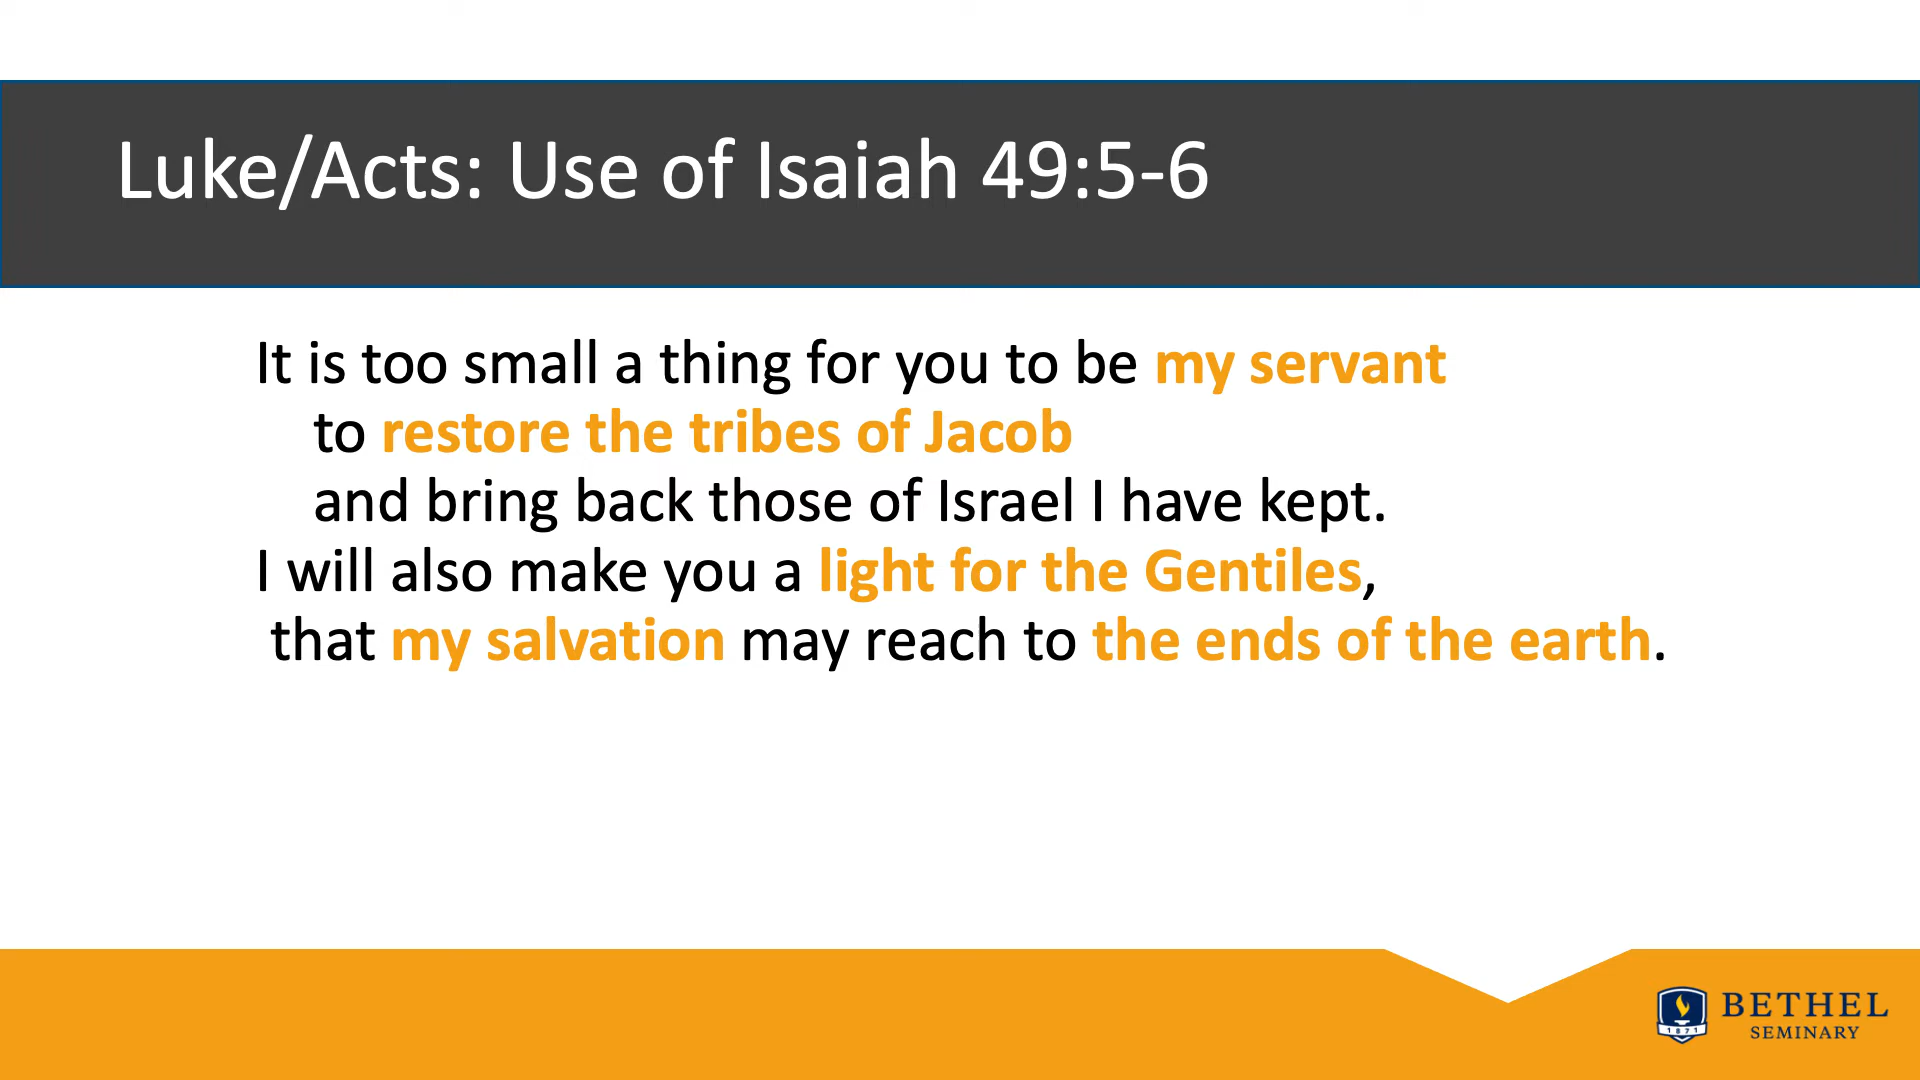 Luke/Acts: Use of Isaiah 49:5-6
It is too small a thing for you to be my servant
to restore the tribes of Jacob
and bring back those of Israel I have kept.
I will also make you a light for the Gentiles,
that my salvation may reach to the ends of the earth.
1871
BETHEL
SEMINARY